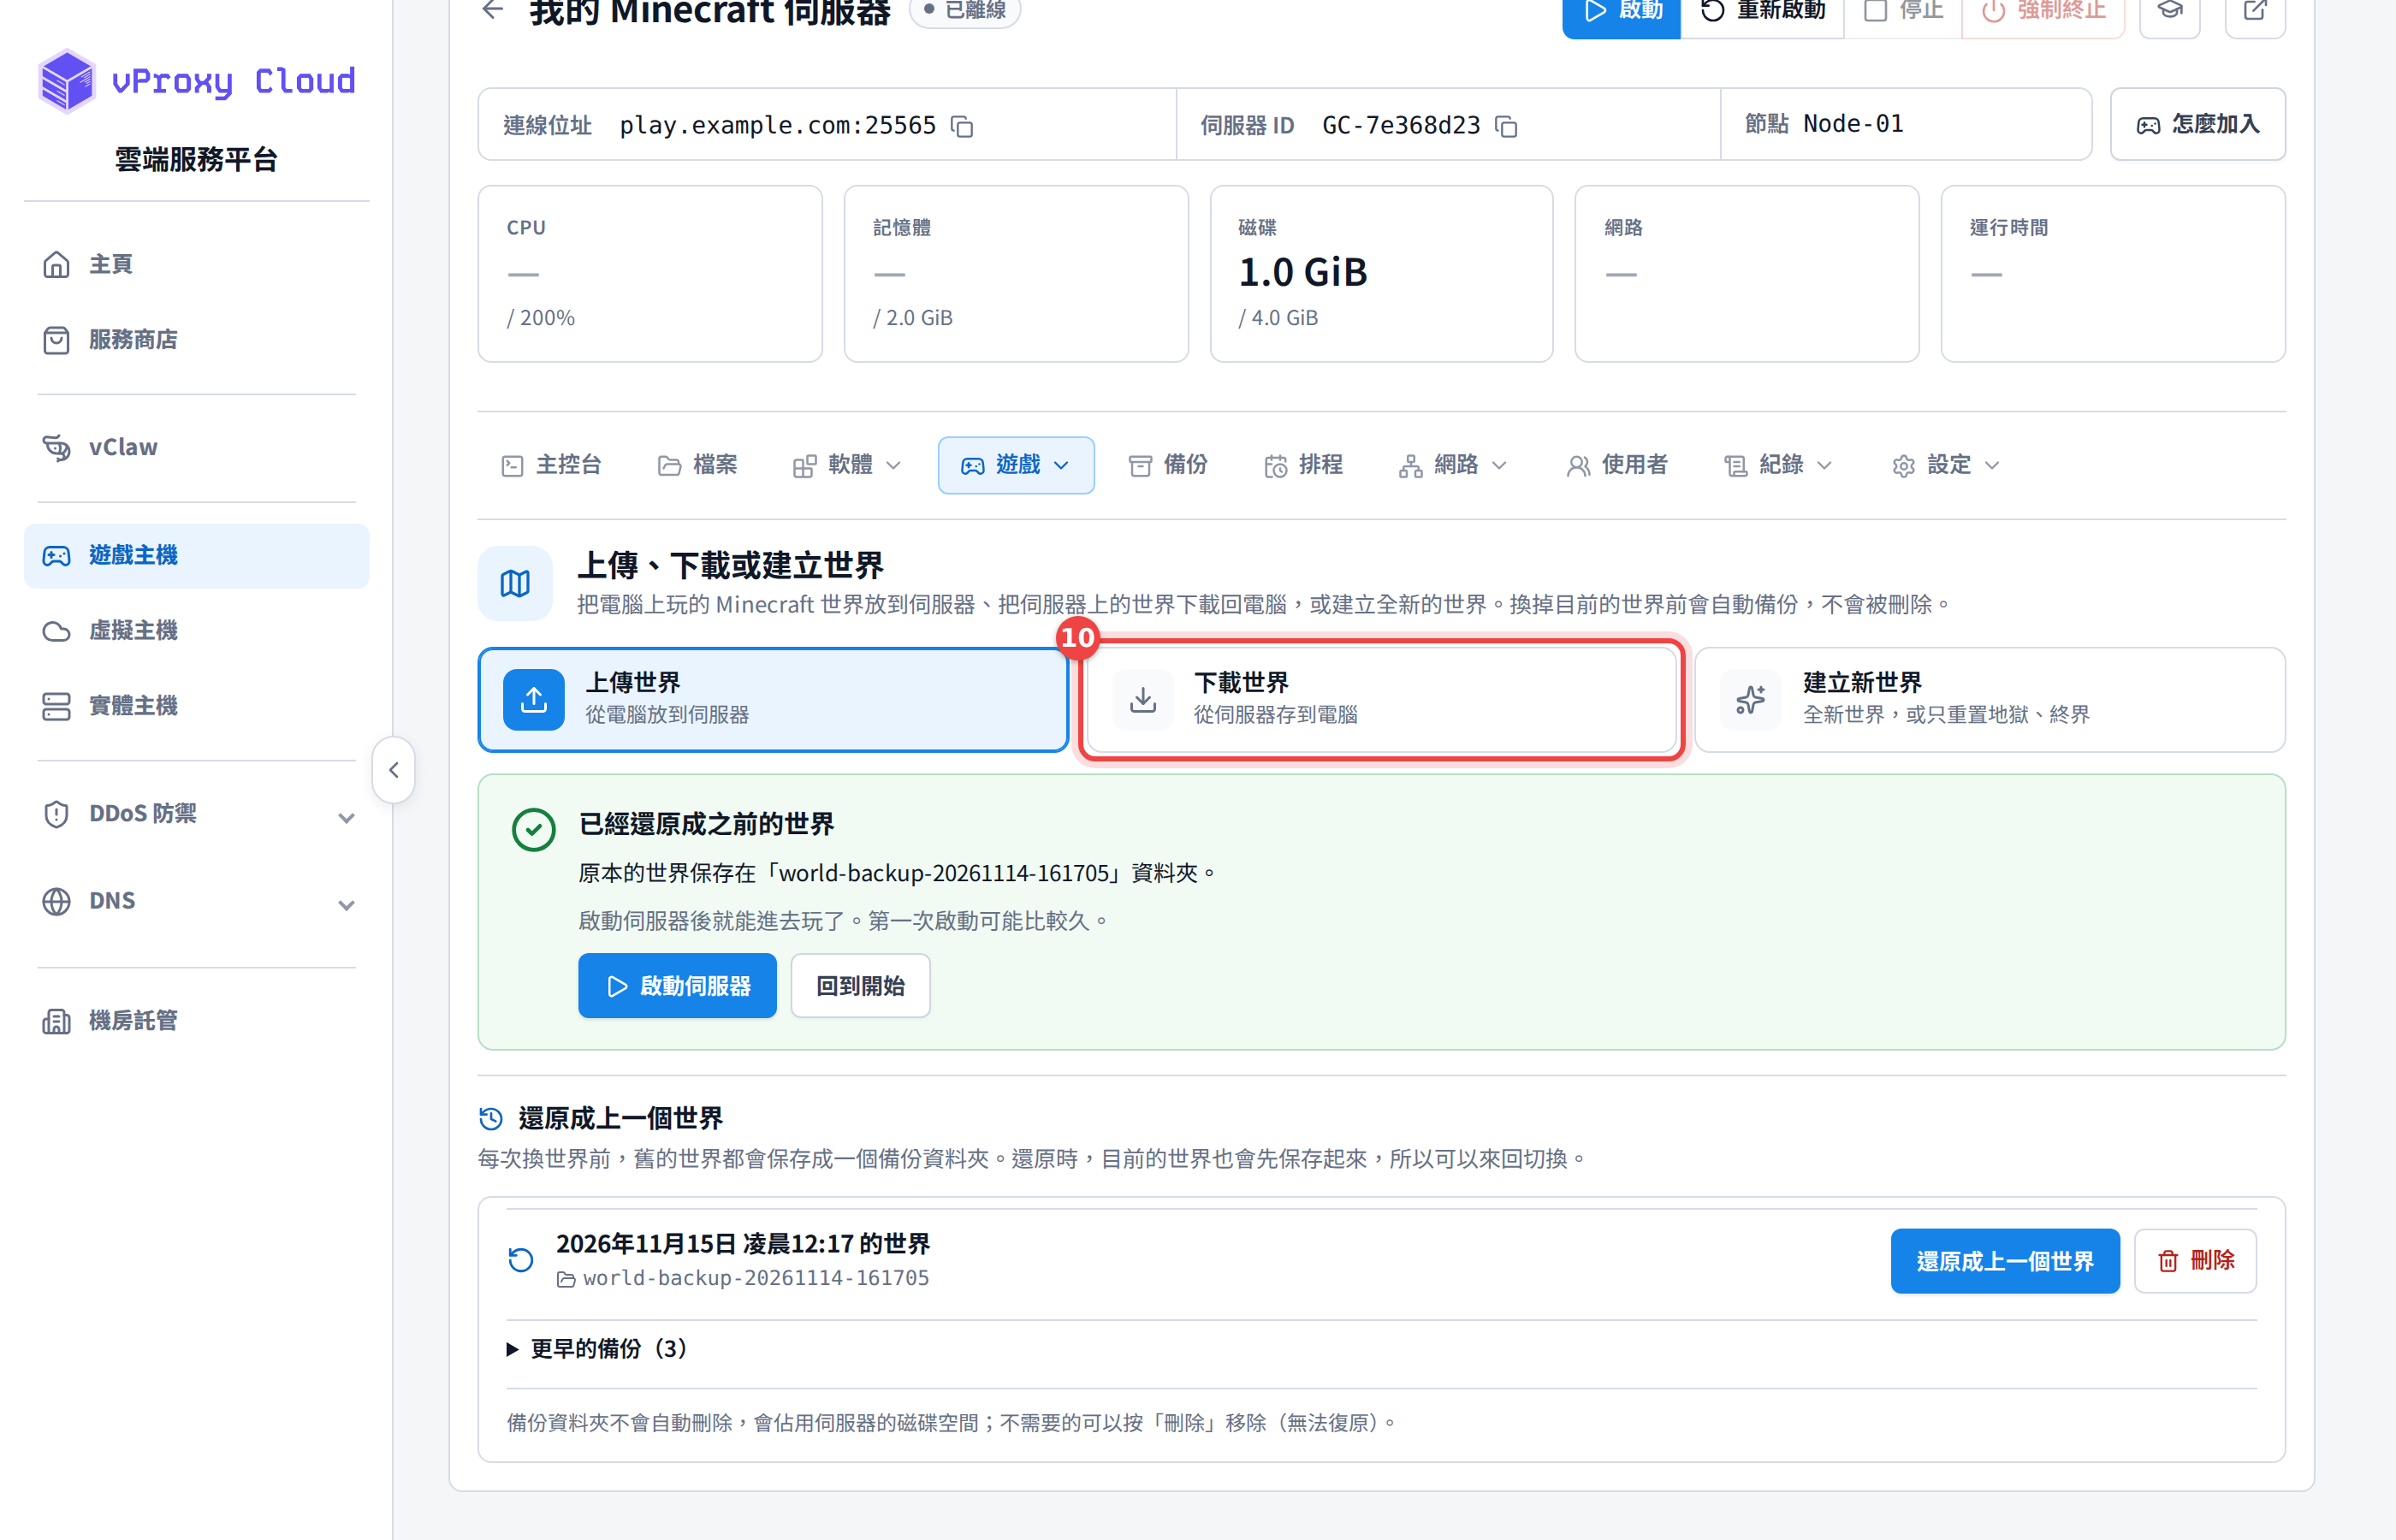 vProxy Cloud
雲端服務平台
主頁
服務商店
vClaw
遊戲主機
虛擬主機
實體主機
DDoS 防禦
DNS
機房託管
我的 Minecraft 伺服器
已離線
啟動
重新啟動
停止
強制終止
連線位址 play.example.com:25565
伺服器 ID GC-7e368d23
節點 Node-01
怎麼加入
CPU
—
/ 200%
記憶體
—
/ 2.0 GiB
磁碟
1.0 GiB
/ 4.0 GiB
網路
—
運行時間
—
主控台
檔案
軟體
遊戲
備份
排程
網路
使用者
紀錄
設定
上傳、下載或建立世界
把電腦上玩的 Minecraft 世界放到伺服器、把伺服器上的世界下載回電腦，或建立全新的世界。換掉目前的世界前會自動備份，不會被刪除。
上傳世界
從電腦放到伺服器
10
下載世界
從伺服器存到電腦
建立新世界
全新世界，或只重置地獄、終界
已經還原成之前的世界
原本的世界保存在「world-backup-20261114-161705」資料夾。
啟動伺服器後就能進去玩了。第一次啟動可能比較久。
啟動伺服器
回到開始
還原成上一個世界
每次換世界前，舊的世界都會保存成一個備份資料夾。還原時，目前的世界也會先保存起來，所以可以來回切換。
2026年11月15日 凌晨12:17 的世界
world-backup-20261114-161705
還原成上一個世界
刪除
更早的備份（3）
備份資料夾不會自動刪除，會佔用伺服器的磁碟空間；不需要的可以按「刪除」移除（無法復原）。